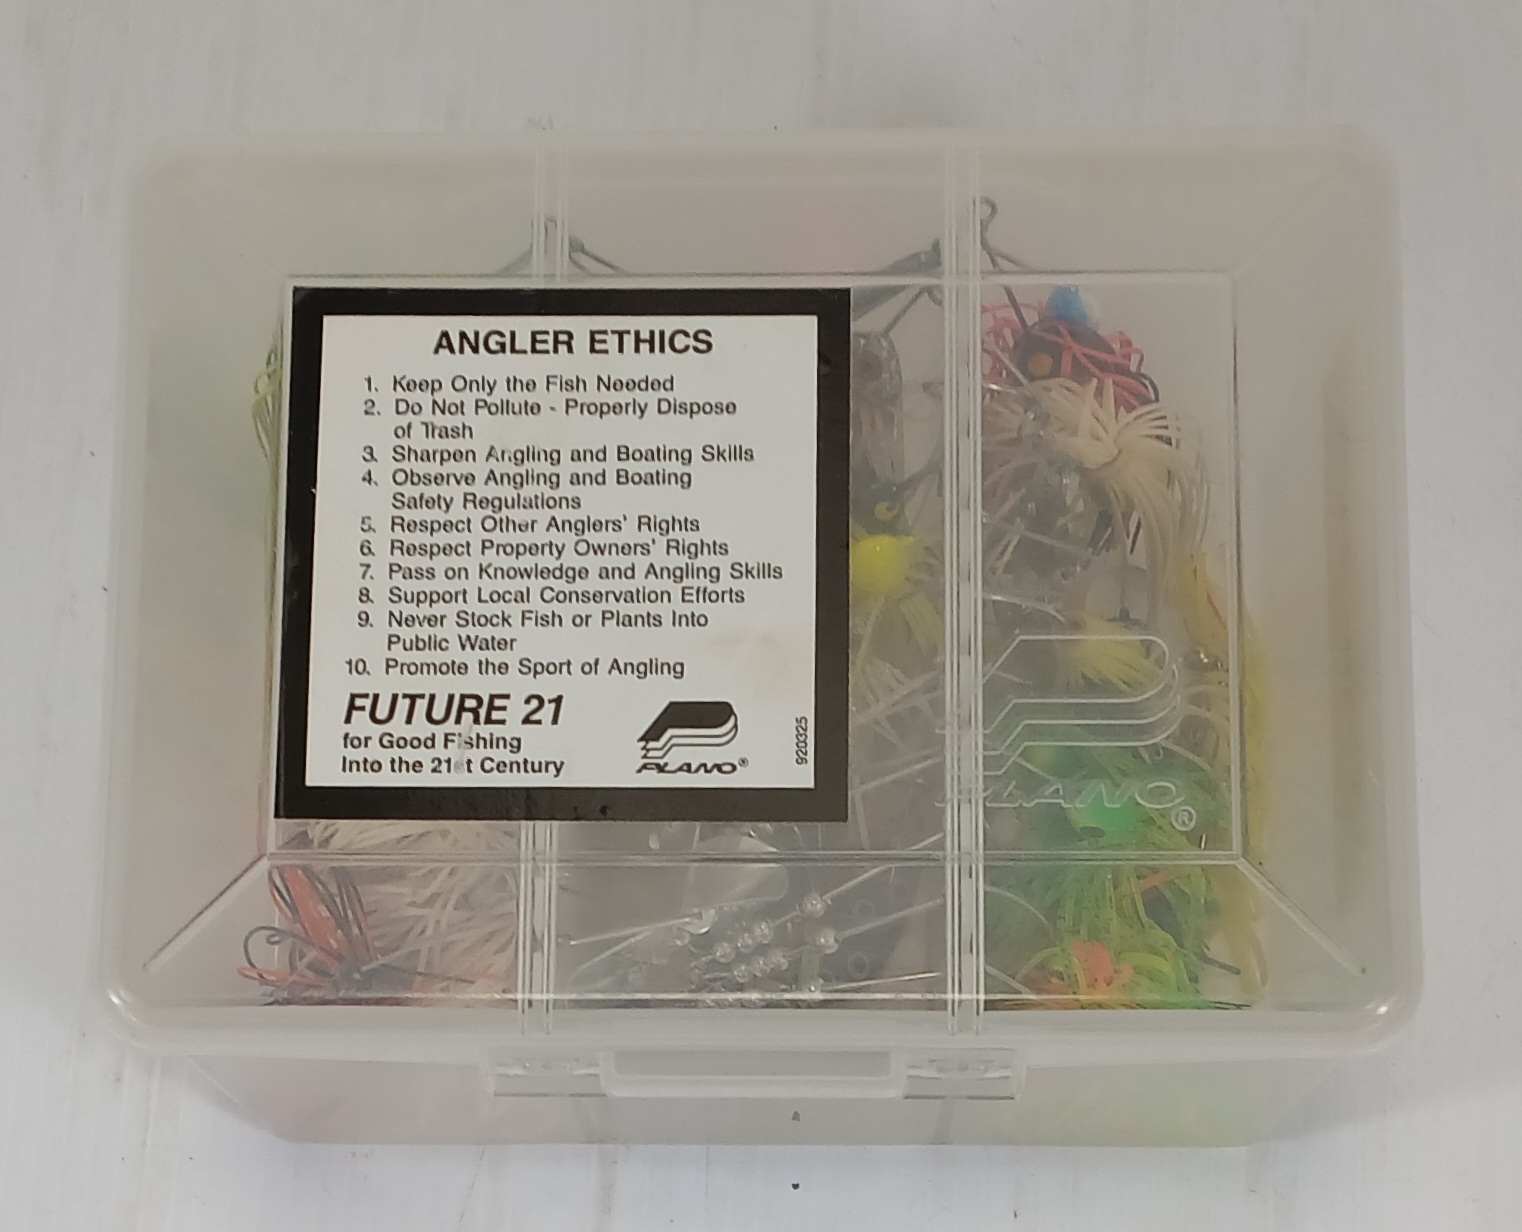 ANGLER ETHICS
1. Keep Only the Fish Needed
2. Do Not Pollute - Properly Dispose
of Trash
3. Sharpen Angling and Boating Skills
4. Observe Angling and Boating
Safety Regulations
5. Respect Other Anglers' Rights
6. Respect Property Owners' Rights
7. Pass on Knowledge and Angling Skills
8. Support Local Conservation Efforts
9. Never Stock Fish or Plants Into
Public Water
10. Promote the Sport of Angling
FUTURE 21
for Good Fishing
Into the 21st Century
PLANO®
920325
PLANO®